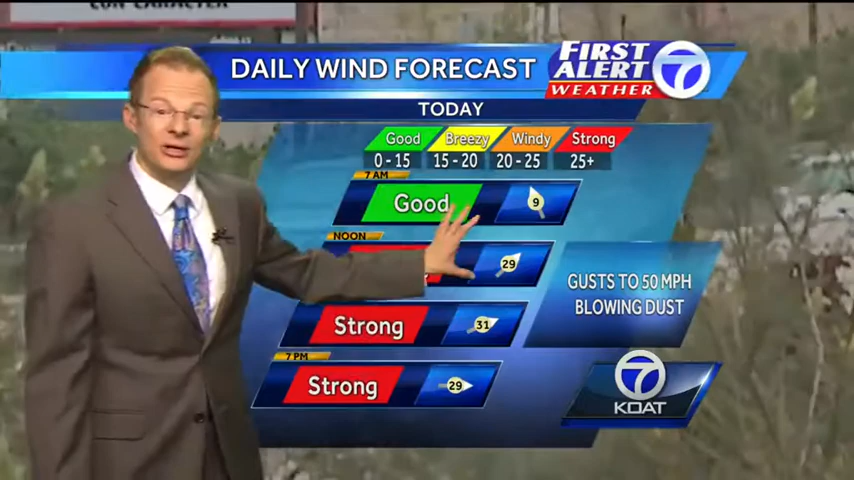 DAILY WIND FORECAST
FIRST
ALERT 7
WEATHER
TODAY
Good Breezy Windy Strong
0 - 15 15 - 20 20 - 25 25+
7 AM
Good 9
NOON
29
GUSTS TO 50 MPH
BLOWING DUST
Strong 31
7 PM
Strong 29
7
KOAT